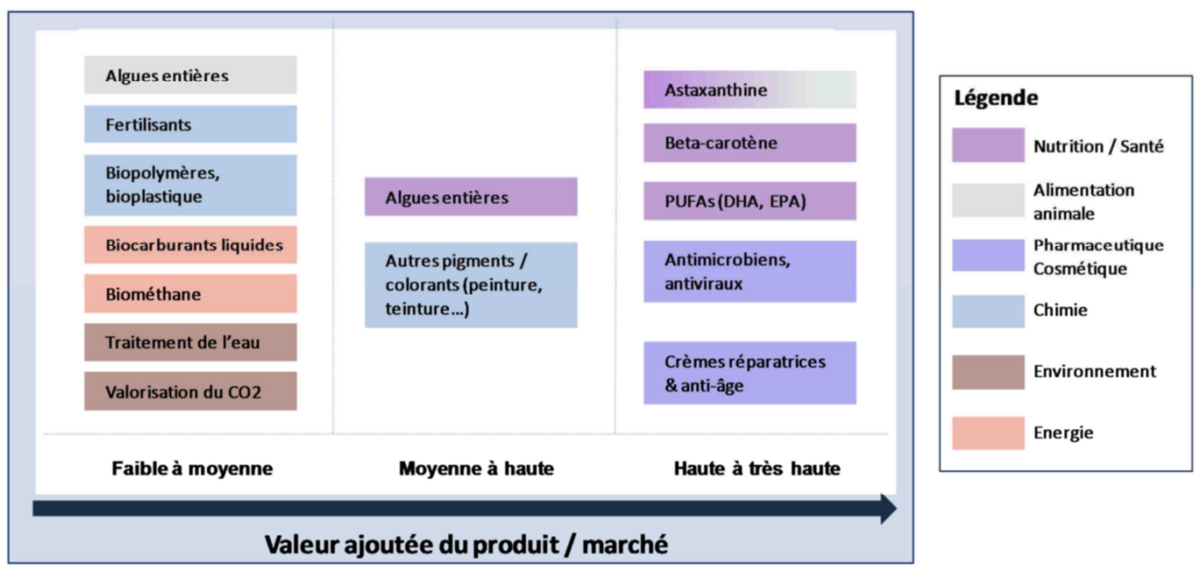 Algues entières
Fertilisants
Biopolymères,
bioplastique
Biocarburants liquides
Biométhane
Traitement de l’eau
Valorisation du CO2
Faible à moyenne
Algues entières
Autres pigments /
colorants (peinture,
teinture...)
Moyenne à haute
Astaxanthine
Beta-carotène
PUFAs (DHA, EPA)
Antimicrobiens,
antiviraux
Crèmes réparatrices
& anti-âge
Haute à très haute
Valeur ajoutée du produit / marché
Légende
Nutrition / Santé
Alimentation
animale
Pharmaceutique
Cosmétique
Chimie
Environnement
Energie